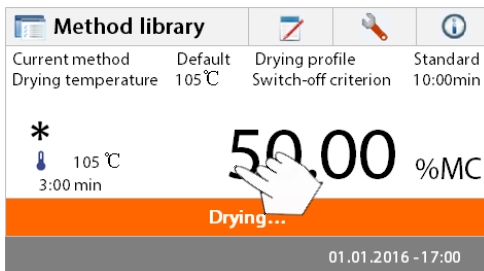 Method library
Current method Default Drying profile Standard
Drying temperature 105℃ Switch-off criterion 10:00min
*
50.00 %MC
105 ℃
3:00 min
Drying...
01.01.2016 - 17:00